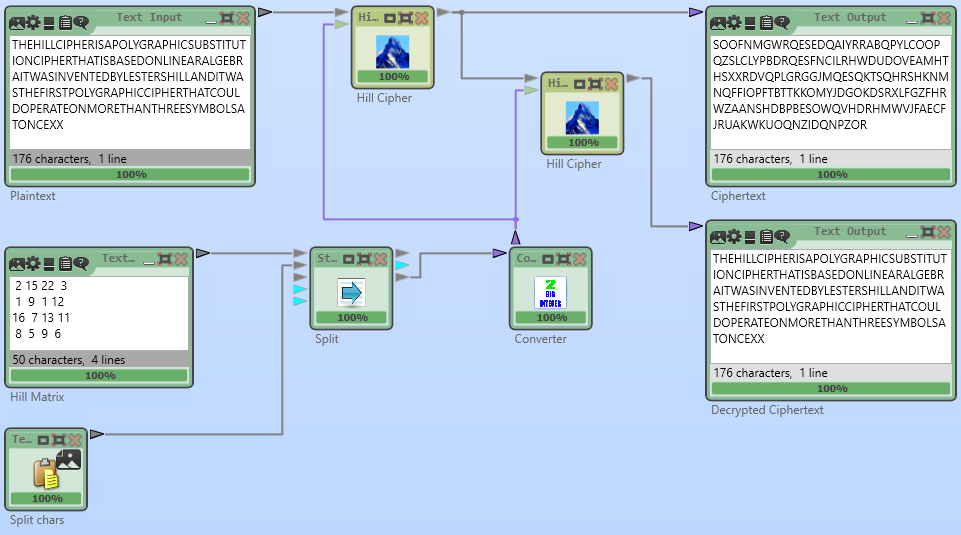 Text Input
THEHILLCIPHERISAPOLYGRAPHICSUBSTITUT
IONCIPHERTHATISBASEDONLINEARALGEBR
AITWASINVENTEDBYLESTERSHILLANDITWA
STHEFIRSTPOLYGRAPHICCIPHERTHATCOUL
DOPERATEONMORETHANTHREESYMBOLSA
TONCEXX
176 characters, 1 line
100%
Plaintext
Hi...
100%
Hill Cipher
Hi...
100%
Hill Cipher
Text Output
SOOFNMGWRQESEDQAIYRRABQPYLCOOP
QZSLCLYPBDRQESFNCILRHWDUDOVEAMHT
HSXXRDVQPLGRGGJMQESQKTSQHRSHKNM
NQFFIOPFTBTTKKOMYJDGOKDSRXLFGZFHR
WZAANSHDBPBESOWQVHDRHMWVJFAECF
JRUAKWKUOQNZIDQNPZOR
176 characters, 1 line
100%
Ciphertext
Text Output
THEHILLCIPHERISAPOLYGRAPHICSUBSTITUT
IONCIPHERTHATISBASEDONLINEARALGEBR
AITWASINVENTEDBYLESTERSHILLANDITWA
STHEFIRSTPOLYGRAPHICCIPHERTHATCOUL
DOPERATEONMORETHANTHREESYMBOLSA
TONCEXX
176 characters, 1 line
100%
Decrypted Ciphertext
Text...
2 15 22 3
1 9 1 12
16 7 13 11
8 5 9 6
50 characters, 4 lines
100%
Hill Matrix
St...
100%
Split
Co...
2
BIG
INTEGER
100%
Converter
Te...
100%
Split chars